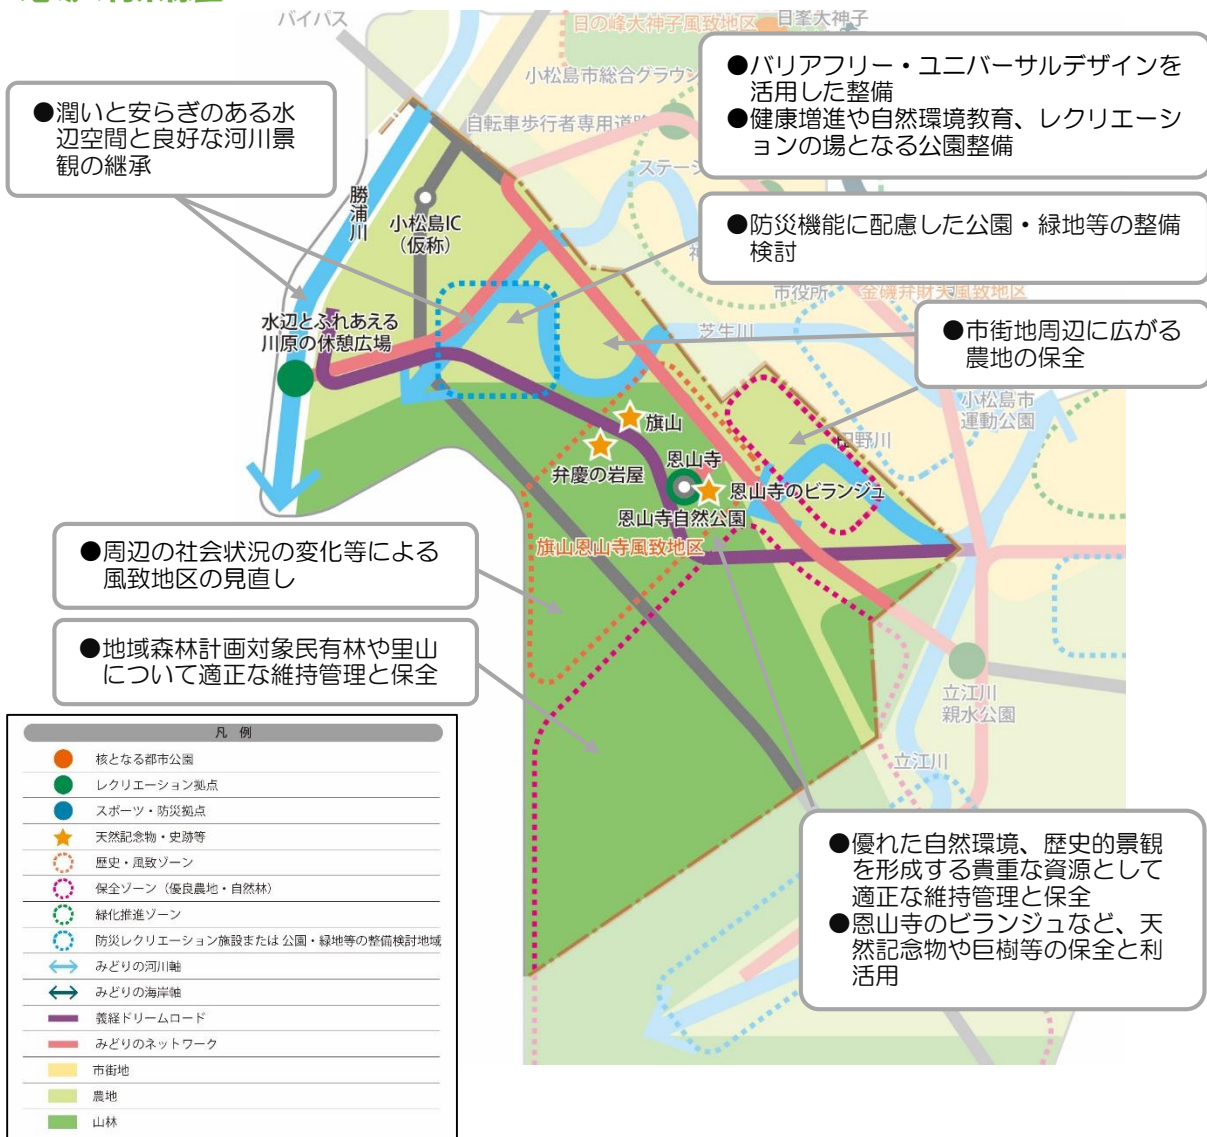 バイパス
日の峰大神子風致地区
日峯大神子
小松島市総合グラウン
自転車歩行者専用道路
ステー
●バリアフリー・ユニバーサルデザインを
活用した整備
●健康増進や自然環境教育、レクリエーシ
ョンの場となる公園整備
●潤いと安らぎのある水
辺空間と良好な河川景
観の継承
勝浦川
小松島IC
(仮称)
●防災機能に配慮した公園・緑地等の整備
検討
市役所
金磯弁財天風致地区
水辺とふれあえる
川原の休憩広場
芝生川
●市街地周辺に広がる
農地の保全
小松島市
運動公園
田野川
旗山
弁慶の岩屋
恩山寺
恩山寺のビランジュ
恩山寺自然公園
旗山恩山寺風致地区
●周辺の社会状況の変化等による
風致地区の見直し
●地域森林計画対象民有林や里山
について適正な維持管理と保全
立江川
親水公園
立江川
●優れた自然環境、歴史的景観
を形成する貴重な資源として
適正な維持管理と保全
●恩山寺のビランジュなど、天
然記念物や巨樹等の保全と利
活用
凡 例
核となる都市公園
レクリエーション拠点
スポーツ・防災拠点
天然記念物・史跡等
歴史・風致ゾーン
保全ゾーン（優良農地・自然林）
緑化推進ゾーン
防災レクリエーション施設または 公園・緑地等の整備検討地域
みどりの河川軸
みどりの海岸軸
義経ドリームロード
みどりのネットワーク
市街地
農地
山林